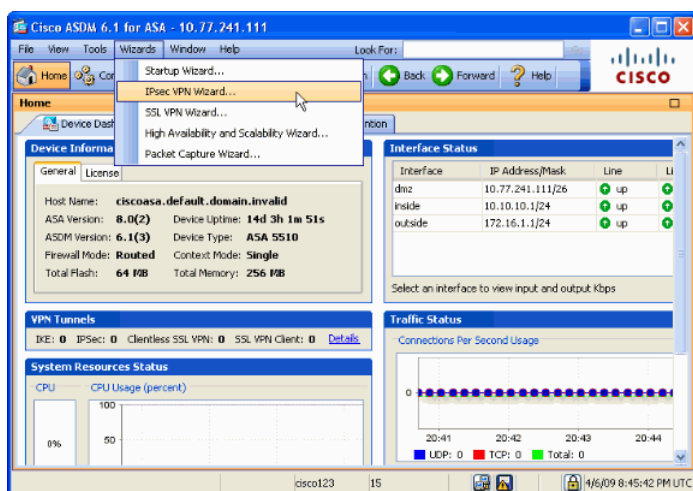 Cisco ASDM 6.1 for ASA - 10.77.241.111
File View Tools Wizards Window Help Look For:
Home Back Forward Help
CISCO
Startup Wizard...
IPsec VPN Wizard...
SSL VPN Wizard...
High Availability and Scalability Wizard...
Packet Capture Wizard...
Home
Device Information
General License
Host Name: ciscoasa.default.domain.invalid
ASA Version: 8.0(2) Device Uptime: 14d 3h 1m 51s
ASDM Version: 6.1(3) Device Type: ASA 5510
Firewall Mode: Routed Context Mode: Single
Total Flash: 64 MB Total Memory: 256 MB
Interface Status
Interface IP Address/Mask Line
dmz 10.77.241.111/26 up
inside 10.10.10.1/24 up
outside 172.16.1.1/24 up
Select an interface to view input and output Kbps
VPN Tunnels
IKE: 0 IPSec: 0 Clientless SSL VPN: 0 SSL VPN Client: 0 Details
System Resources Status
CPU CPU Usage (percent)
100
50
0%
Traffic Status
Connections Per Second Usage
0
20:41 20:42 20:43 20:44
UDP: 0 TCP: 0 Total: 0
cisco123 15 4/6/09 8:45:42 PM UTC